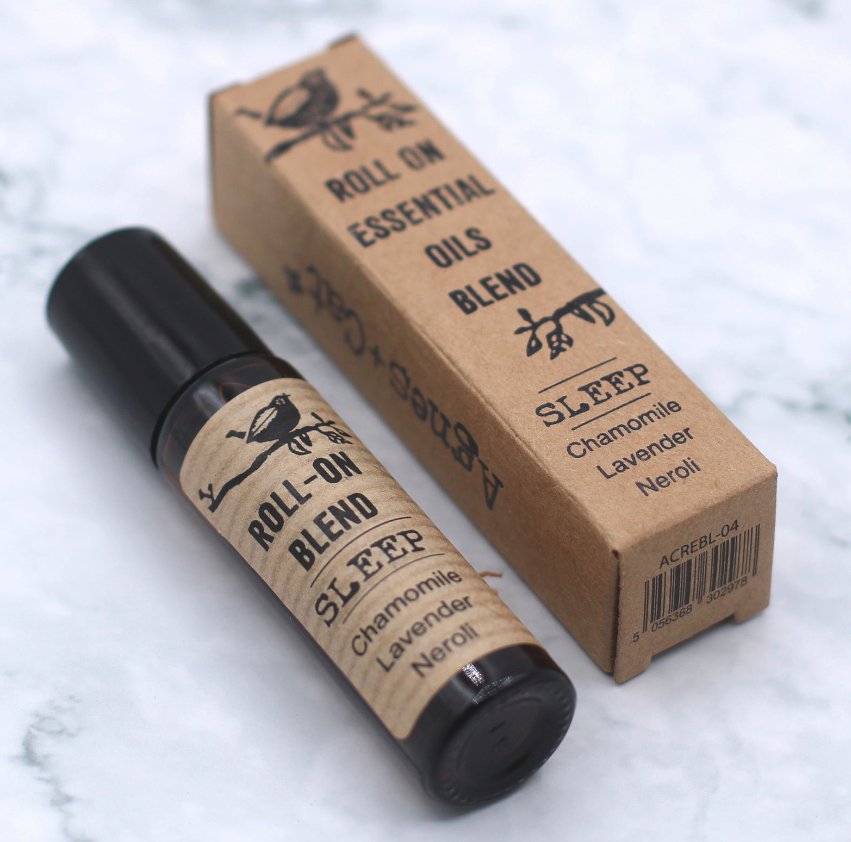 ROLL ON
ESSENTIAL
OILS
BLEND
SLEEP
Chamomile
Lavender
Neroli
Agnes+Cat
ACREBL-04
5 056368 302978
ROLL-ON
BLEND
SLEEP
Chamomile
Lavender
Neroli